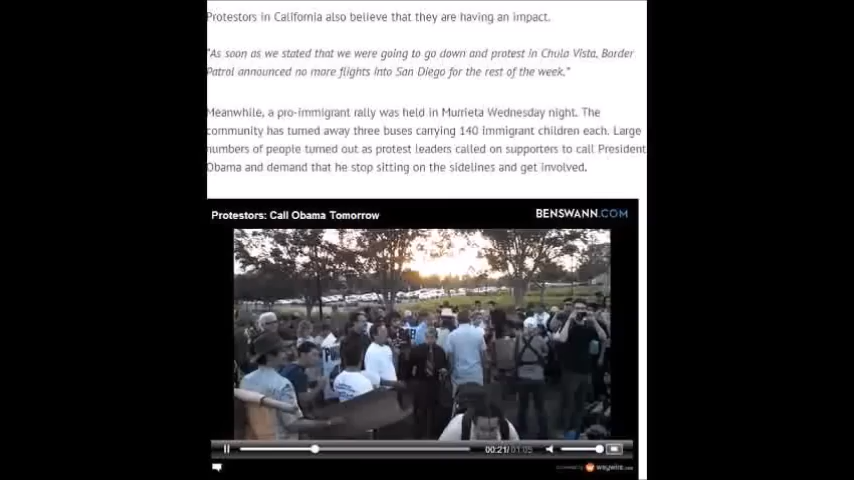 Protestors in California also believe that they are having an impact.
"As soon as we stated that we were going to go down and protest in Chula Vista, Border
Patrol announced no more flights into San Diego for the rest of the week."
Meanwhile, a pro-immigrant rally was held in Murrieta Wednesday night. The
community has turned away three buses carrying 140 immigrant children each. Large
numbers of people turned out as protest leaders called on supporters to call President
Obama and demand that he stop sitting on the sidelines and get involved.
Protestors: Call Obama Tomorrow
BENSWANN.COM
00:21/01:05
waywire